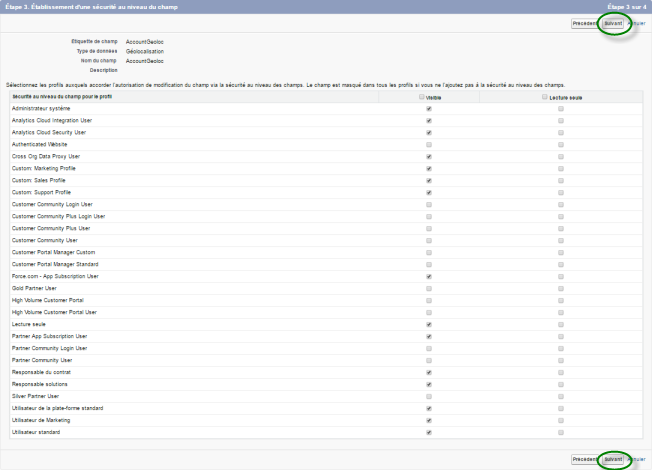 Étape 3. Établissement d'une sécurité au niveau du champ Étape 3 sur 4
Précédent Suivant Annuler
Étiquette de champ AccountGeoloc
Type de données Géolocalisation
Nom du champ AccountGeoloc
Description
Sélectionnez les profils auxquels accorder l'autorisation de modification du champ via la sécurité au niveau des champs. Le champ est masqué dans tous les profils si vous ne l'ajoutez pas à la sécurité au niveau des champs.
Sécurité au niveau du champ pour le profil Visible Lecture seule
Administrateur système
Analytics Cloud Integration User
Analytics Cloud Security User
Authenticated Website
Cross Org Data Proxy User
Custom: Marketing Profile
Custom: Sales Profile
Custom: Support Profile
Customer Community Login User
Customer Community Plus Login User
Customer Community Plus User
Customer Community User
Customer Portal Manager Custom
Customer Portal Manager Standard
Force.com - App Subscription User
Gold Partner User
High Volume Customer Portal
High Volume Customer Portal User
Lecture seule
Partner App Subscription User
Partner Community Login User
Partner Community User
Responsable du contrat
Responsable solutions
Silver Partner User
Utilisateur de la plate-forme standard
Utilisateur de Marketing
Utilisateur standard
Précédent Suivant Annuler